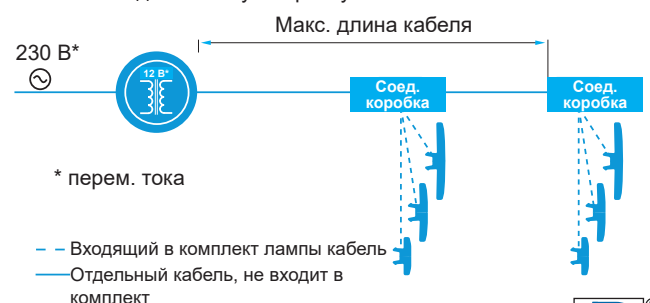 Макс. длина кабеля
230 В*
12 В*
Соед.
коробка
Соед.
коробка
* перем. тока
Входящий в комплект лампы кабель
Отдельный кабель, не входит в
комплект